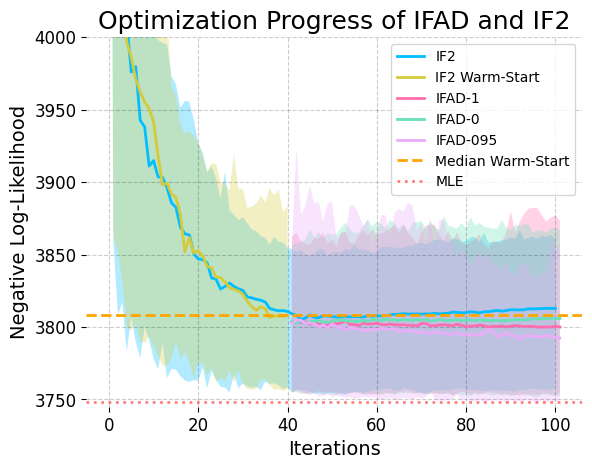 Optimization Progress of IFAD and IF2
Negative Log-Likelihood
4000
3950
3900
3850
3800
3750
IF2
IF2 Warm-Start
IFAD-1
IFAD-0
IFAD-095
Median Warm-Start
MLE
0 20 40 60 80 100
Iterations